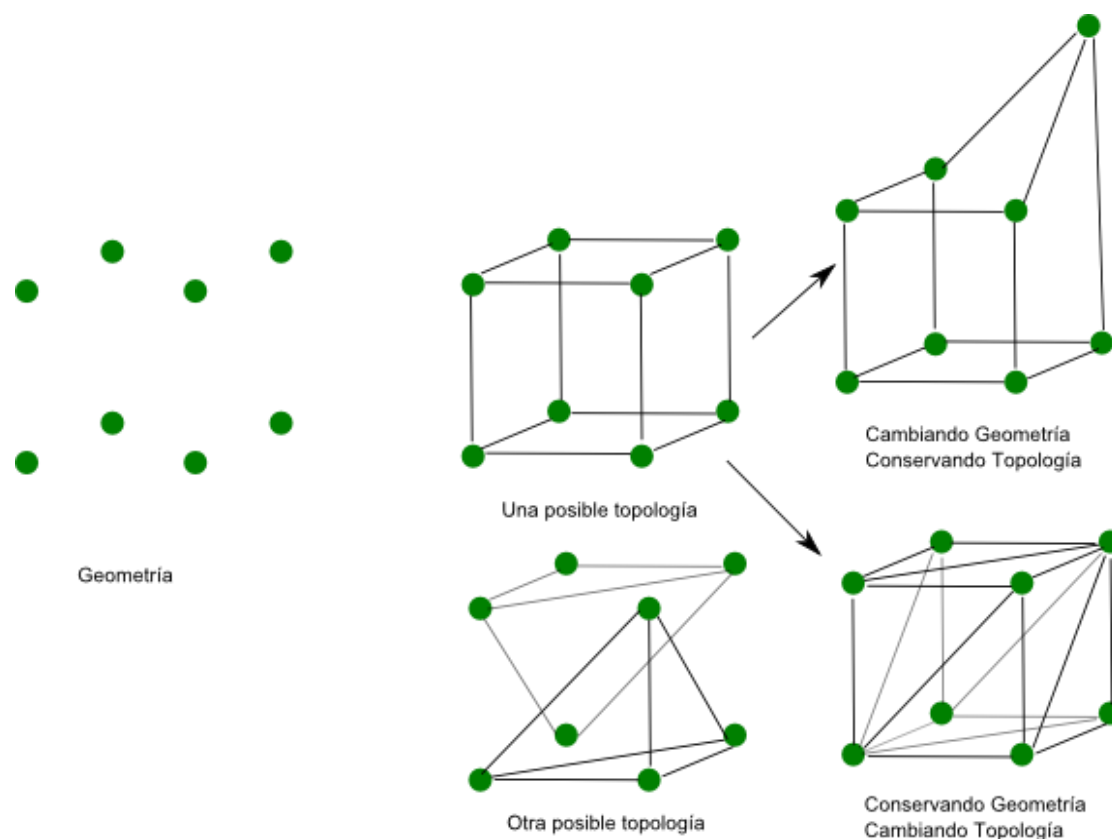 Geometría
Una posible topología
Otra posible topología
Cambiando Geometría
Conservando Topología
Conservando Geometría
Cambiando Topología